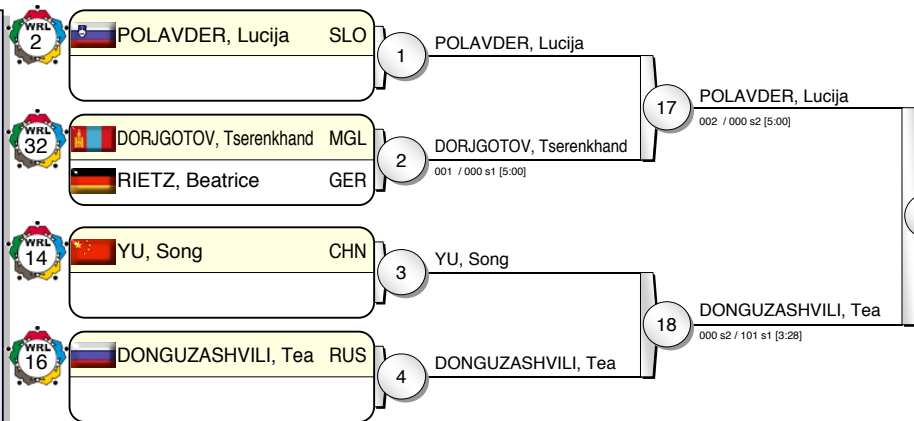 WRL
2
POLAVDER, Lucija SLO
1
POLAVDER, Lucija
WRL
32
DORJGOTOV, Tserenkhand MGL
RIETZ, Beatrice GER
2
DORJGOTOV, Tserenkhand
001 / 000 s1 [5:00]
17
POLAVDER, Lucija
002 / 000 s2 [5:00]
WRL
14
YU, Song CHN
3
YU, Song
WRL
16
DONGUZASHVILI, Tea RUS
4
DONGUZASHVILI, Tea
18
DONGUZASHVILI, Tea
000 s2 / 101 s1 [3:28]